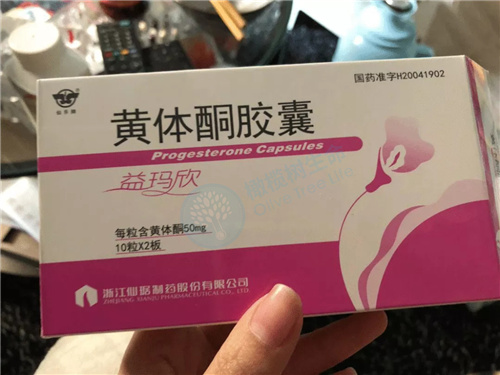 国药准字H20041902
黄体酮胶囊
Progesterone Capsules
益玛欣
每粒含黄体酮50mg
10粒X2板
浙江仙琚制药股份有限公司
ZHEJIANG XIANJU PHARMACEUTICAL CO., LTD.